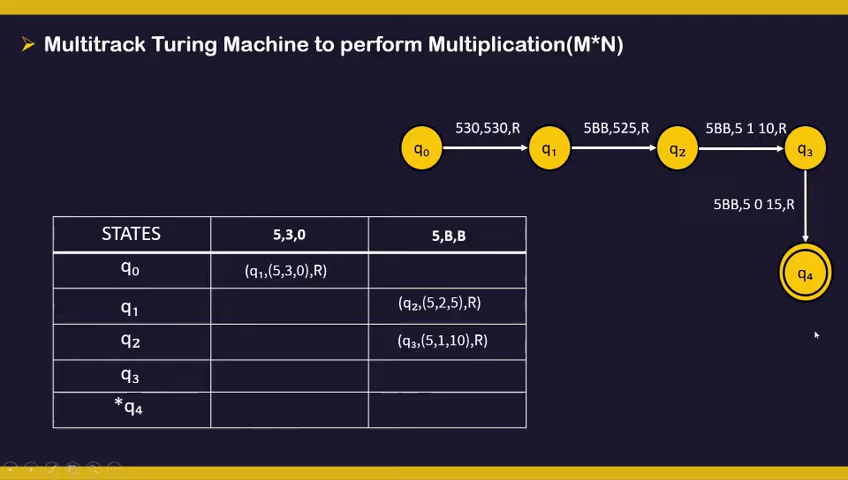 Multitrack Turing Machine to perform Multiplication(M*N)
530,530,R
5BB,525,R
5BB,5 1 10,R
q₀ q₁ q₂ q₃
5BB,5 0 15,R
q₄
STATES 5,3,0 5,B,B
q₀ (q₁,(5,3,0),R)
q₁ (q₂,(5,2,5),R)
q₂ (q₃,(5,1,10),R)
q₃
*q₄